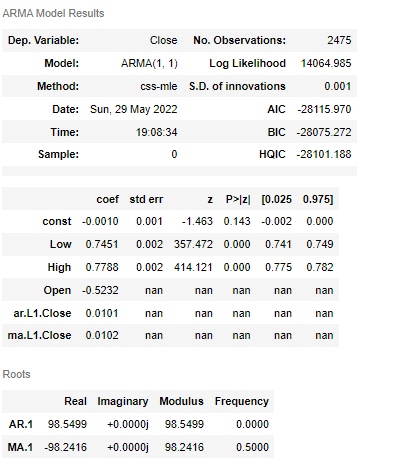 ARMA Model Results
Dep. Variable: Close No. Observations: 2475
Model: ARMA(1, 1) Log Likelihood 14064.985
Method: css-mle S.D. of innovations 0.001
Date: Sun, 29 May 2022 AIC -28115.970
Time: 19:08:34 BIC -28075.272
Sample: 0 HQIC -28101.188
coef std err z P>|z| [0.025 0.975]
const -0.0010 0.001 -1.463 0.143 -0.002 0.000
Low 0.7451 0.002 357.472 0.000 0.741 0.749
High 0.7788 0.002 414.121 0.000 0.775 0.782
Open -0.5232 nan nan nan nan nan
ar.L1.Close 0.0101 nan nan nan nan nan
ma.L1.Close 0.0102 nan nan nan nan nan
Roots
Real Imaginary Modulus Frequency
AR.1 98.5499 +0.0000j 98.5499 0.0000
MA.1 -98.2416 +0.0000j 98.2416 0.5000